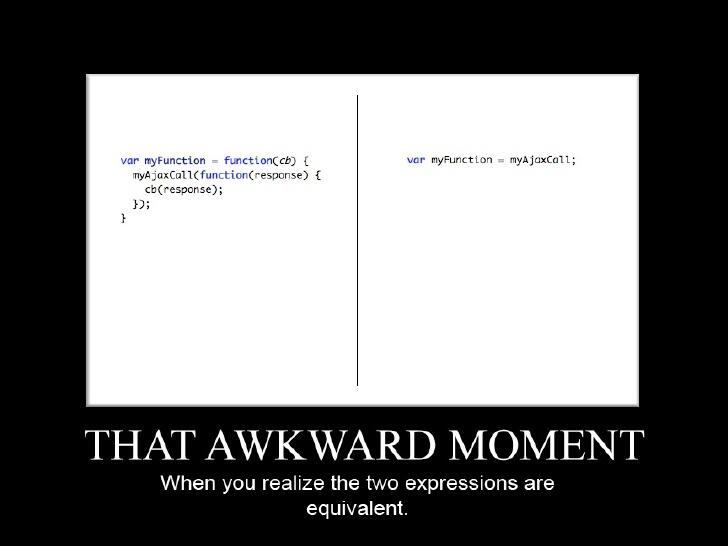 var myFunction = function(cb) {
myAjaxCall(function(response) {
cb(response);
});
}
var myFunction = myAjaxCall;
THAT AWKWARD MOMENT
When you realize the two expressions are
equivalent.